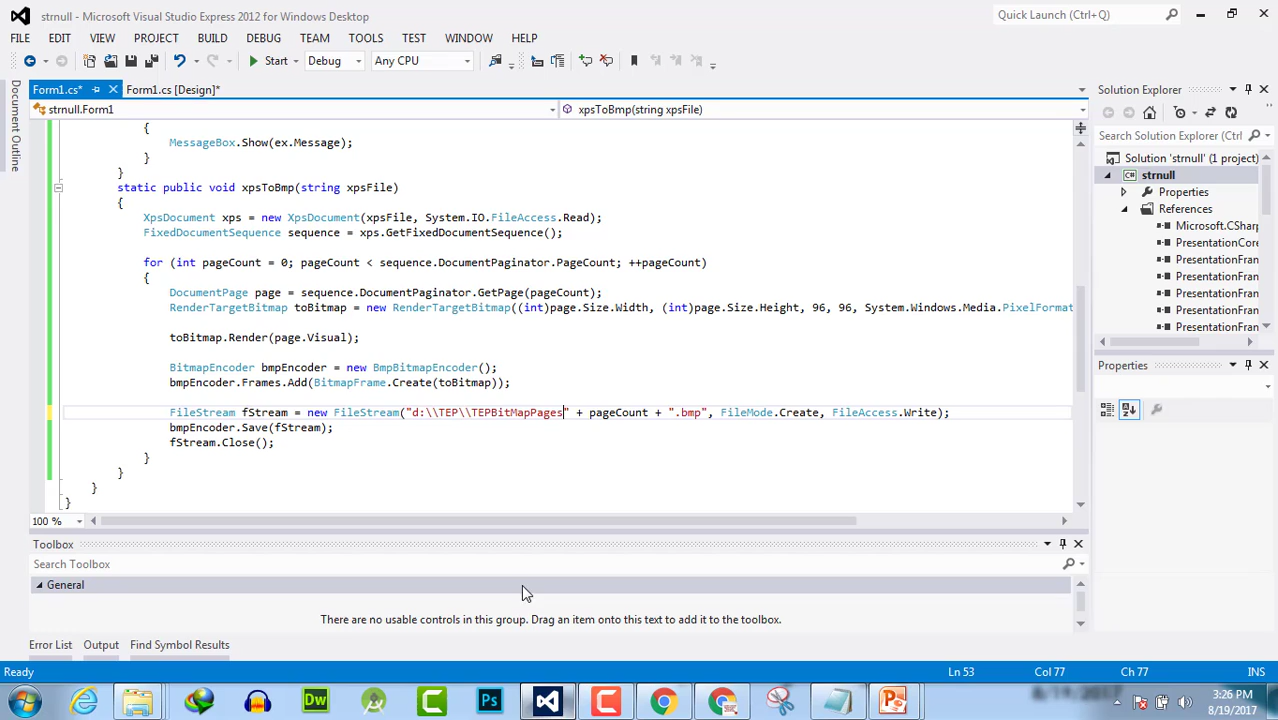 strnull - Microsoft Visual Studio Express 2012 for Windows Desktop
Quick Launch (Ctrl+Q)
FILE EDIT VIEW PROJECT BUILD DEBUG TEAM TOOLS TEST WINDOW HELP
Start Debug Any CPU
Document Outline
Form1.cs* Form1.cs [Design]*
strnull.Form1 xpsToBmp(string xpsFile)
{
MessageBox.Show(ex.Message);
}
}
static public void xpsToBmp(string xpsFile)
{
XpsDocument xps = new XpsDocument(xpsFile, System.IO.FileAccess.Read);
FixedDocumentSequence sequence = xps.GetFixedDocumentSequence();
for (int pageCount = 0; pageCount < sequence.DocumentPaginator.PageCount; ++pageCount)
{
DocumentPage page = sequence.DocumentPaginator.GetPage(pageCount);
RenderTargetBitmap toBitmap = new RenderTargetBitmap((int)page.Size.Width, (int)page.Size.Height, 96, 96, System.Windows.Media.PixelFormat
toBitmap.Render(page.Visual);
BitmapEncoder bmpEncoder = new BmpBitmapEncoder();
bmpEncoder.Frames.Add(BitmapFrame.Create(toBitmap));
FileStream fStream = new FileStream("d:\\TEP\\TEPBitMapPages" + pageCount + ".bmp", FileMode.Create, FileAccess.Write);
bmpEncoder.Save(fStream);
fStream.Close();
}
}
}
}
100 %
Solution Explorer
Search Solution Explorer (Ctrl
Solution 'strnull' (1 project)
C# strnull
Properties
References
Microsoft.CSharp
PresentationCore
PresentationFran
PresentationFran
PresentationFran
PresentationFran
PresentationFran
Properties
Toolbox
Search Toolbox
General
There are no usable controls in this group. Drag an item onto this text to add it to the toolbox.
Error List Output Find Symbol Results
Ready Ln 53 Col 77 Ch 77 INS
Dw
C
Ps
3:26 PM
8/19/2017